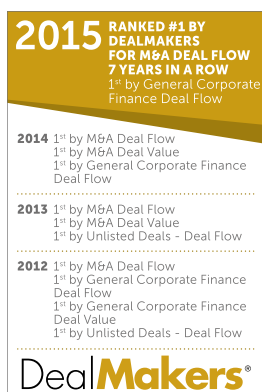 2015 RANKED #1 BY
DEALMAKERS
FOR M&A DEAL FLOW
7 YEARS IN A ROW
1st by General Corporate
Finance Deal Flow
2014 1st by M&A Deal Flow
1st by M&A Deal Value
1st by General Corporate Finance
Deal Flow
2013 1st by M&A Deal Flow
1st by M&A Deal Value
1st by Unlisted Deals - Deal Flow
2012 1st by M&A Deal Flow
1st by General Corporate Finance
Deal Flow
1st by General Corporate Finance
Deal Value
1st by Unlisted Deals - Deal Flow
DealMakers®